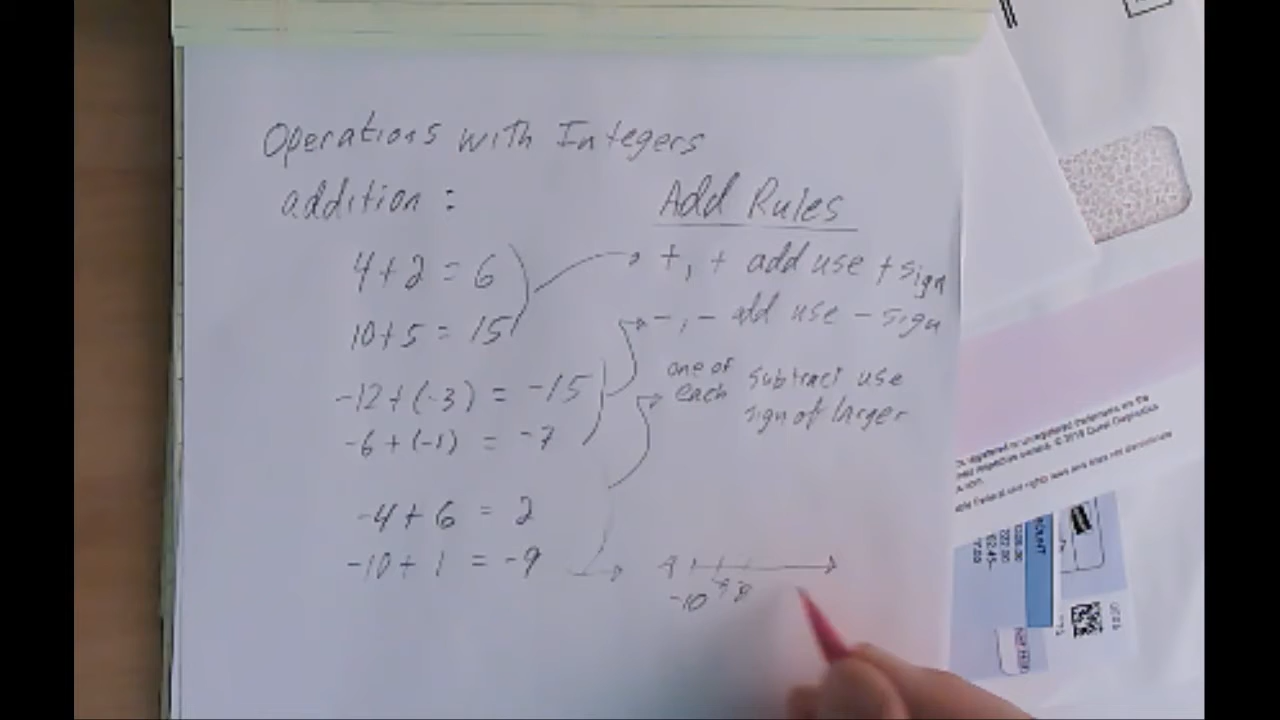 Operations with Integers
addition :
4 + 2 = 6
10 + 5 = 15
-12 + (-3) = -15
-6 + (-1) = -7
-4 + 6 = 2
-10 + 1 = -9
Add Rules
+, + add use + sign
-, - add use - sign
one of each subtract use
sign of larger
-10 -9 8